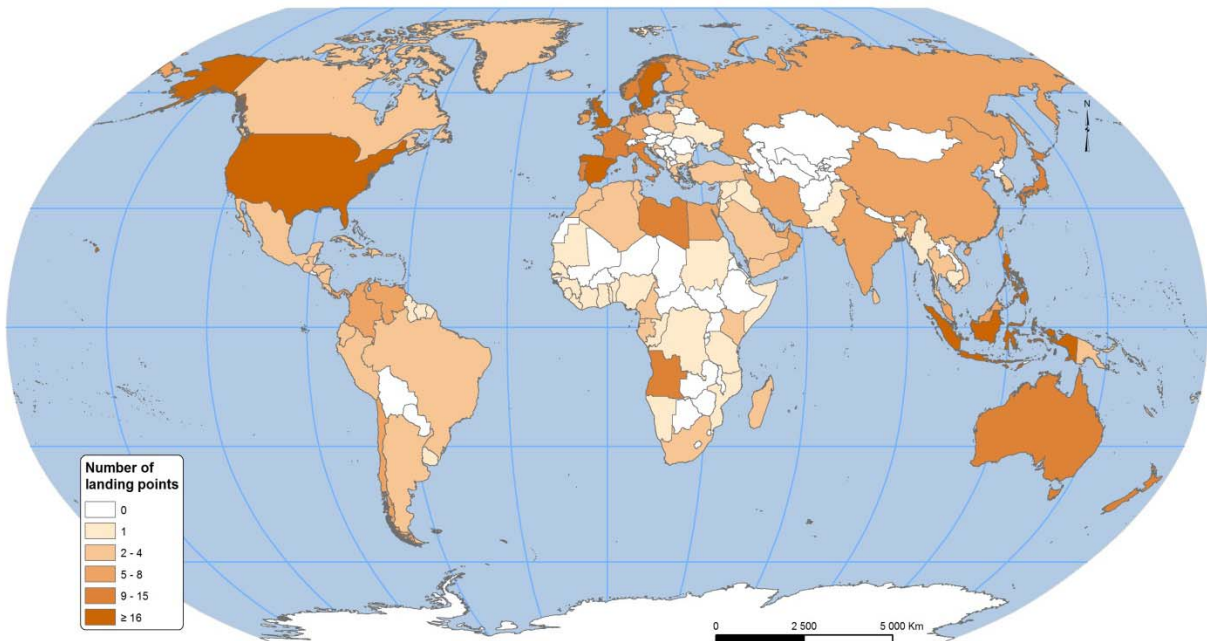 N
Number of
landing points
0
1
2 - 4
5 - 8
9 - 15
≥ 16
0 2 500 5 000 Km